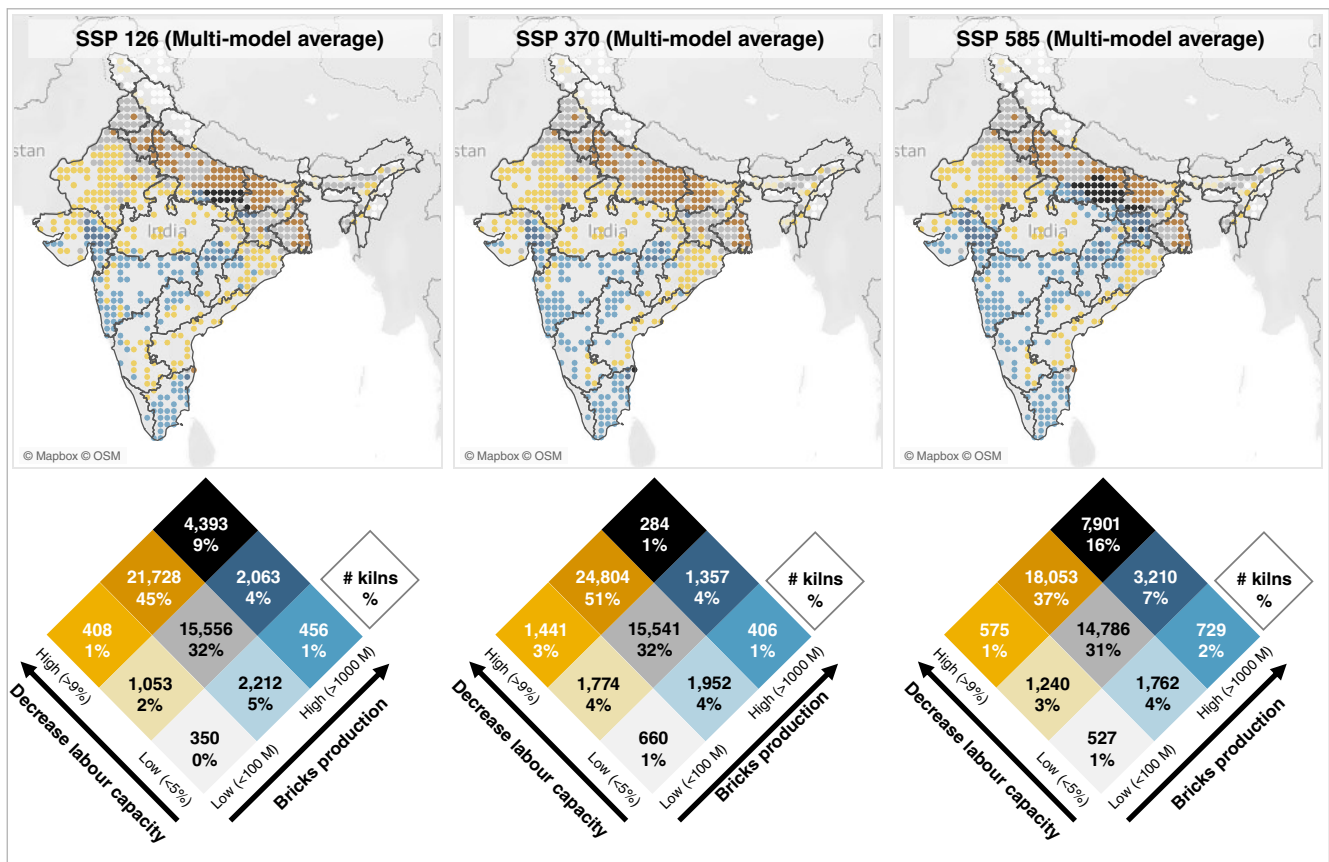 SSP 126 (Multi-model average)
SSP 370 (Multi-model average)
SSP 585 (Multi-model average)
Ch
stan
India
© Mapbox © OSM
stan
India
© Mapbox © OSM
stan
India
© Mapbox © OSM
4,393
9%
21,728
45%
2,063
4%
# kilns
%
408
1%
15,556
32%
456
1%
1,053
2%
2,212
5%
350
0%
High (>9%)
Low (<5%)
Decrease labour capacity
Low (<100 M)
High (>1000 M)
Bricks production
284
1%
24,804
51%
1,357
4%
# kilns
%
1,441
3%
15,541
32%
406
1%
1,774
4%
1,952
4%
660
1%
High (>9%)
Low (<5%)
Decrease labour capacity
Low (<100 M)
High (>1000 M)
Bricks production
7,901
16%
18,053
37%
3,210
7%
# kilns
%
575
1%
14,786
31%
729
2%
1,240
3%
1,762
4%
527
1%
High (>9%)
Low (<5%)
Decrease labour capacity
Low (<100 M)
High (>1000 M)
Bricks production